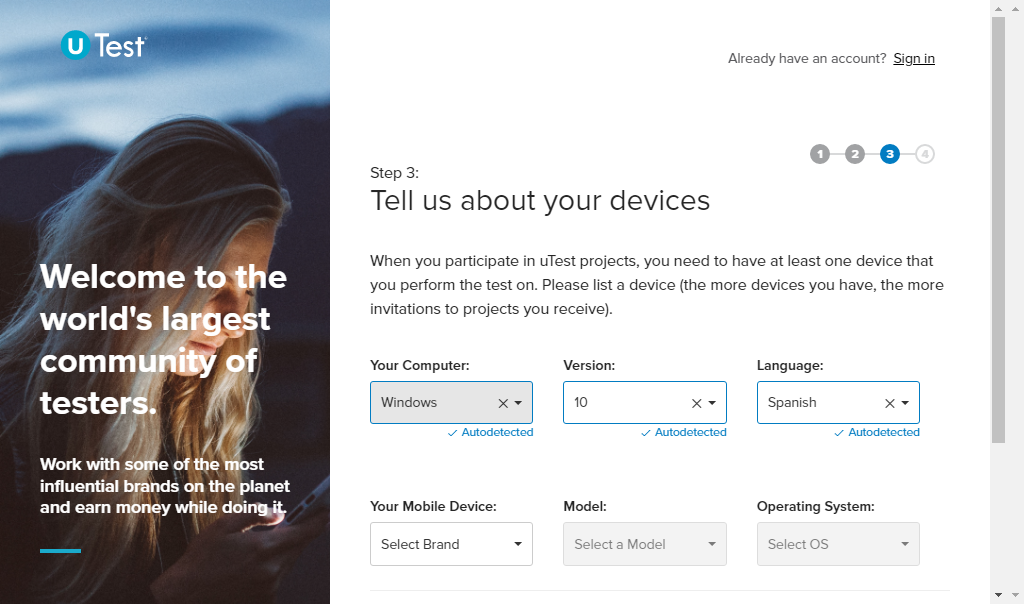 U Test
Already have an account? Sign in
1 2 3 4
Step 3:
Tell us about your devices
Welcome to the
world's largest
community of
testers.
Work with some of the most
influential brands on the planet
and earn money while doing it.
When you participate in uTest projects, you need to have at least one device that
you perform the test on. Please list a device (the more devices you have, the more
invitations to projects you receive).
Your Computer: Version: Language:
Windows 10 Spanish
Autodetected Autodetected Autodetected
Your Mobile Device: Model: Operating System:
Select Brand Select a Model Select OS